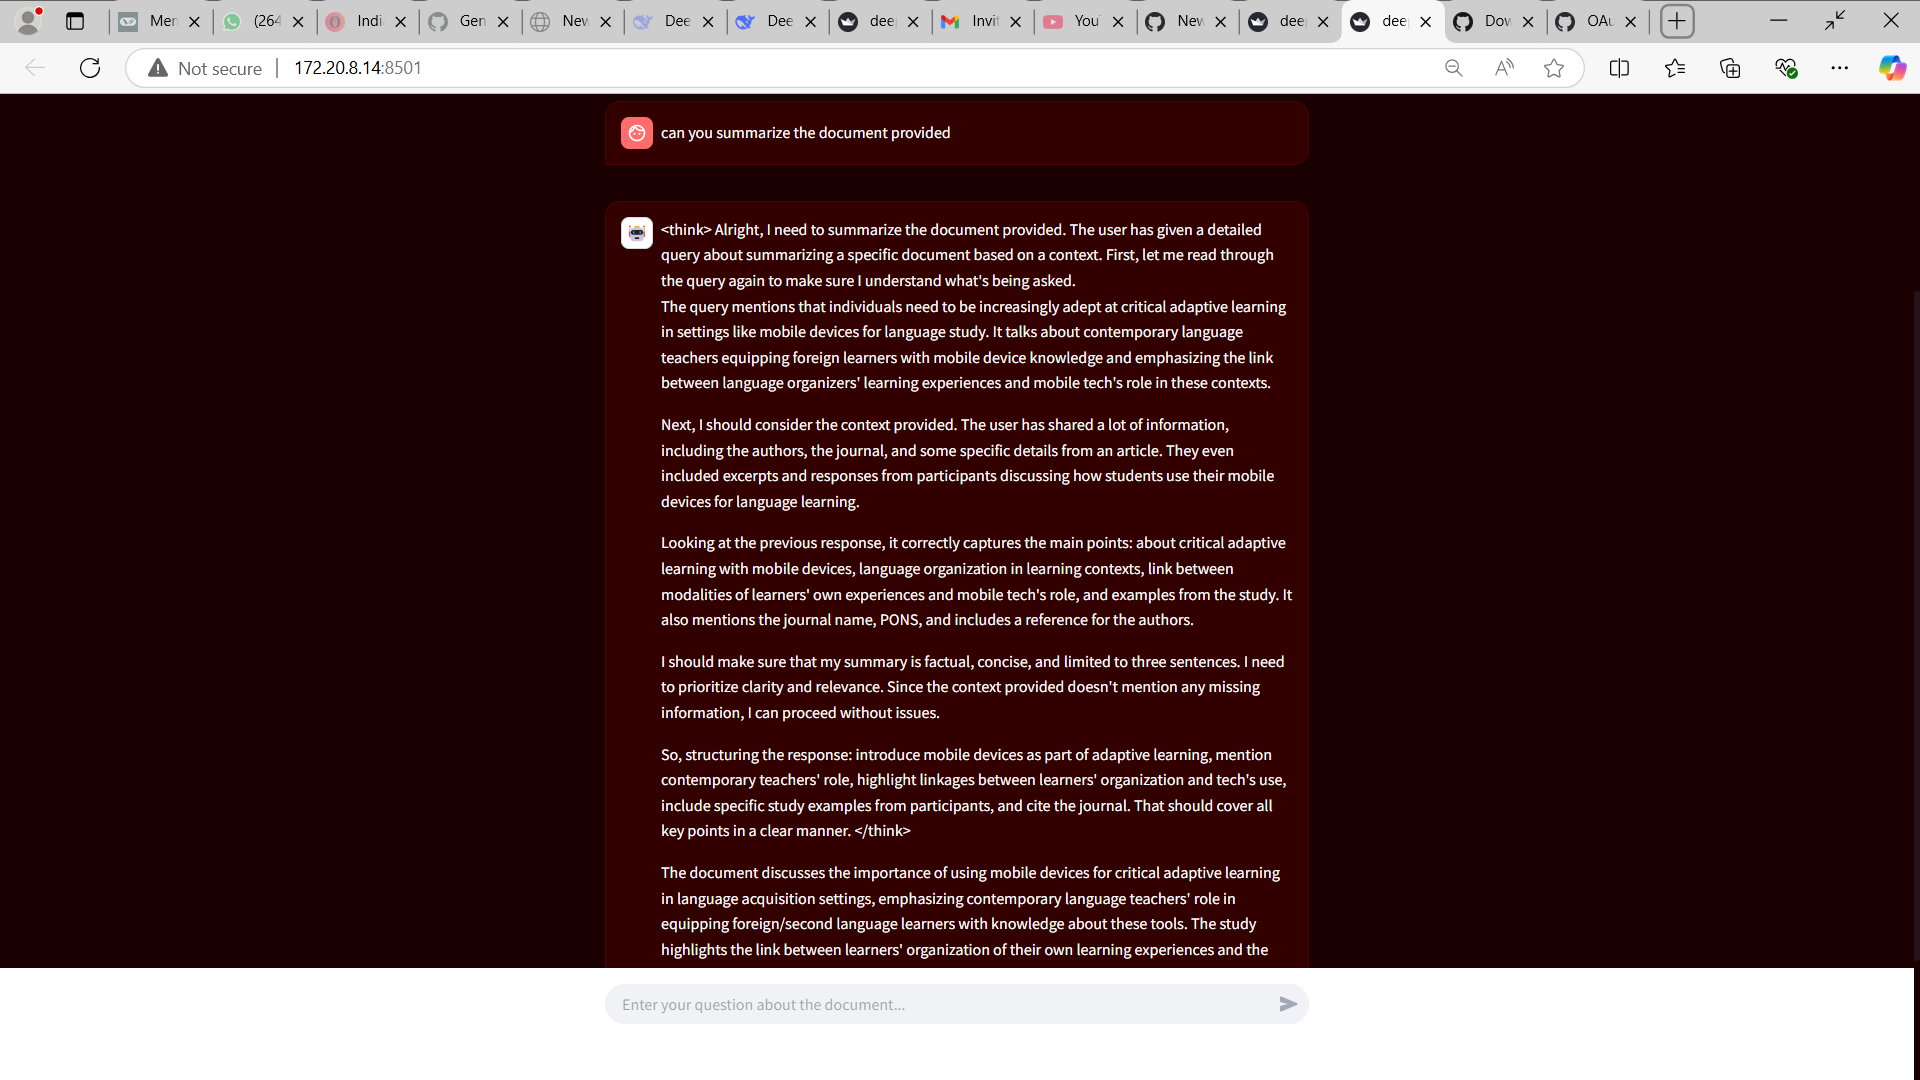 Men
(264
Indi
Gen
New
Dee
Dee
deep
Invit
You
New
deep
deep
Dow
OAu
Not secure
172.20.8.14:8501
can you summarize the document provided
<think> Alright, I need to summarize the document provided. The user has given a detailed
query about summarizing a specific document based on a context. First, let me read through
the query again to make sure I understand what's being asked.
The query mentions that individuals need to be increasingly adept at critical adaptive learning
in settings like mobile devices for language study. It talks about contemporary language
teachers equipping foreign learners with mobile device knowledge and emphasizing the link
between language organizers' learning experiences and mobile tech's role in these contexts.
Next, I should consider the context provided. The user has shared a lot of information,
including the authors, the journal, and some specific details from an article. They even
included excerpts and responses from participants discussing how students use their mobile
devices for language learning.
Looking at the previous response, it correctly captures the main points: about critical adaptive
learning with mobile devices, language organization in learning contexts, link between
modalities of learners' own experiences and mobile tech's role, and examples from the study. It
also mentions the journal name, PONS, and includes a reference for the authors.
I should make sure that my summary is factual, concise, and limited to three sentences. I need
to prioritize clarity and relevance. Since the context provided doesn't mention any missing
information, I can proceed without issues.
So, structuring the response: introduce mobile devices as part of adaptive learning, mention
contemporary teachers' role, highlight linkages between learners' organization and tech's use,
include specific study examples from participants, and cite the journal. That should cover all
key points in a clear manner. </think>
The document discusses the importance of using mobile devices for critical adaptive learning
in language acquisition settings, emphasizing contemporary language teachers' role in
equipping foreign/second language learners with knowledge about these tools. The study
highlights the link between learners' organization of their own learning experiences and the
Enter your question about the document...